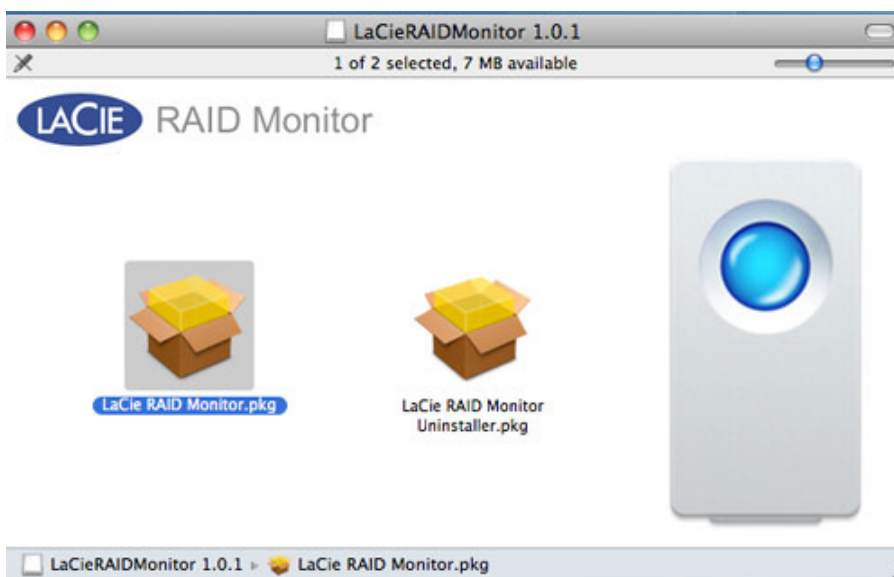 LaCieRAIDMonitor 1.0.1
1 of 2 selected, 7 MB available
LACIE RAID Monitor
LaCie RAID Monitor.pkg
LaCie RAID Monitor
Uninstaller.pkg
LaCieRAIDMonitor 1.0.1 ▸ LaCie RAID Monitor.pkg